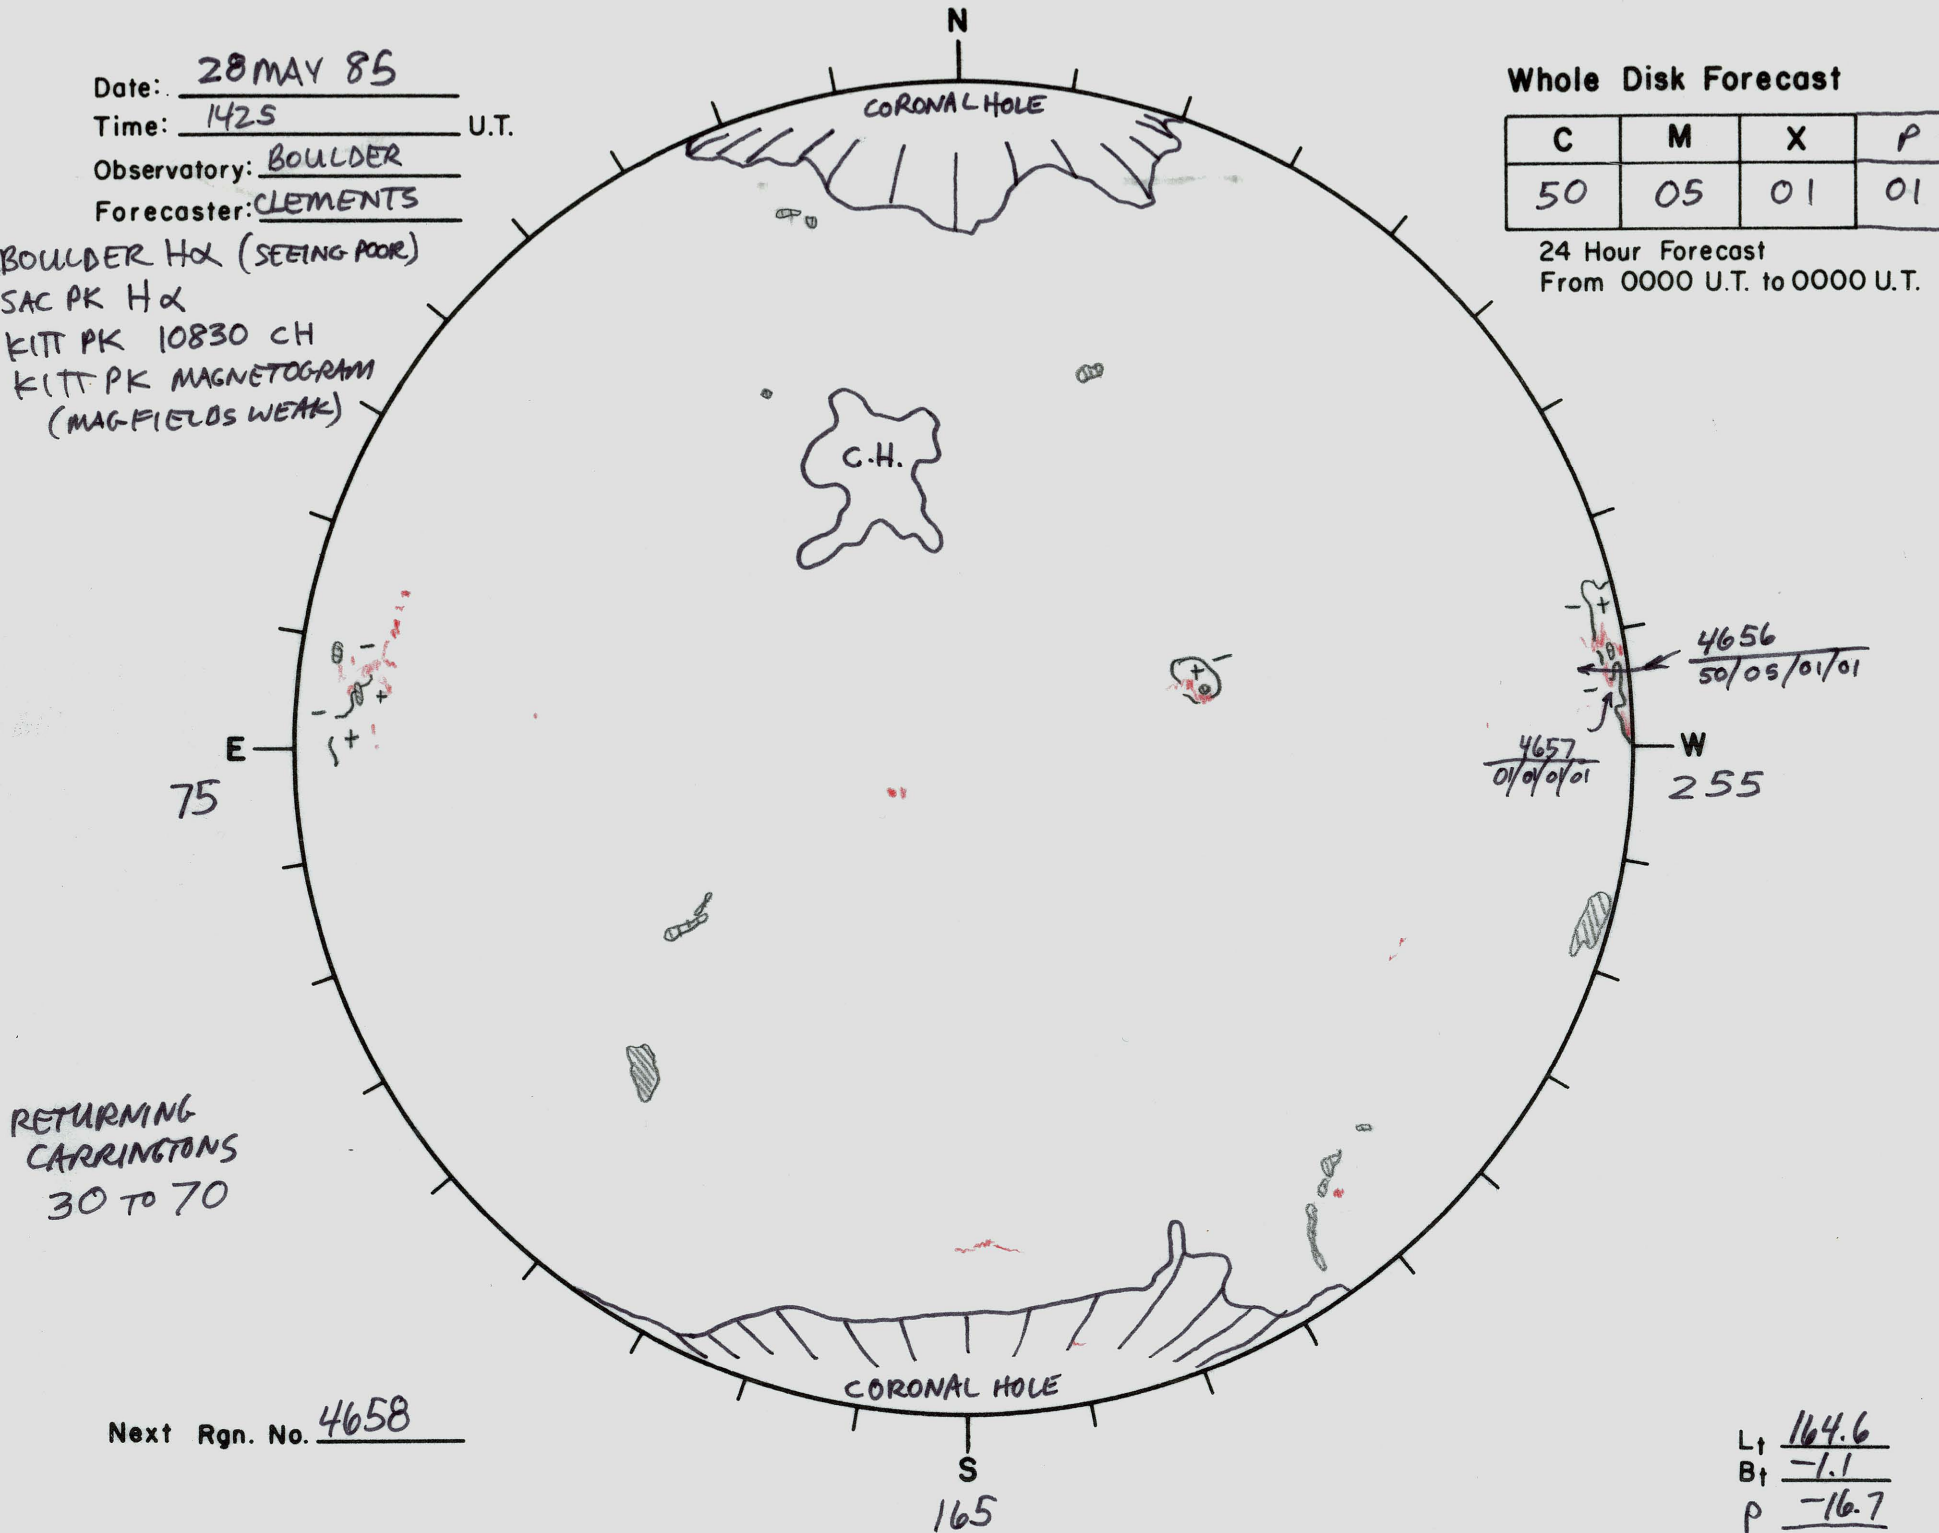 N
Date: 28 MAY 85
Time: 1425 U.T.
Observatory: BOULDER
Forecaster: CLEMENTS
BOULDER Hα (SEEING POOR)
SAC PK Hα
KITT PK 10830 CH
KITT PK MAGNETOGRAM
(MAG FIELDS WEAK)
Whole Disk Forecast
C M X P
50 05 01 01
24 Hour Forecast
From 0000 U.T. to 0000 U.T.
CORONAL HOLE
C.H.
- +
4656
50/05/01/01
-
- +
-
+
- +
E
75
4657
01/01/01/01
W
255
RETURNING
CARRINGTONS
30 TO 70
CORONAL HOLE
Next Rgn. No. 4658
S
165
Lt 164.6
Bt -1.1
P -16.7